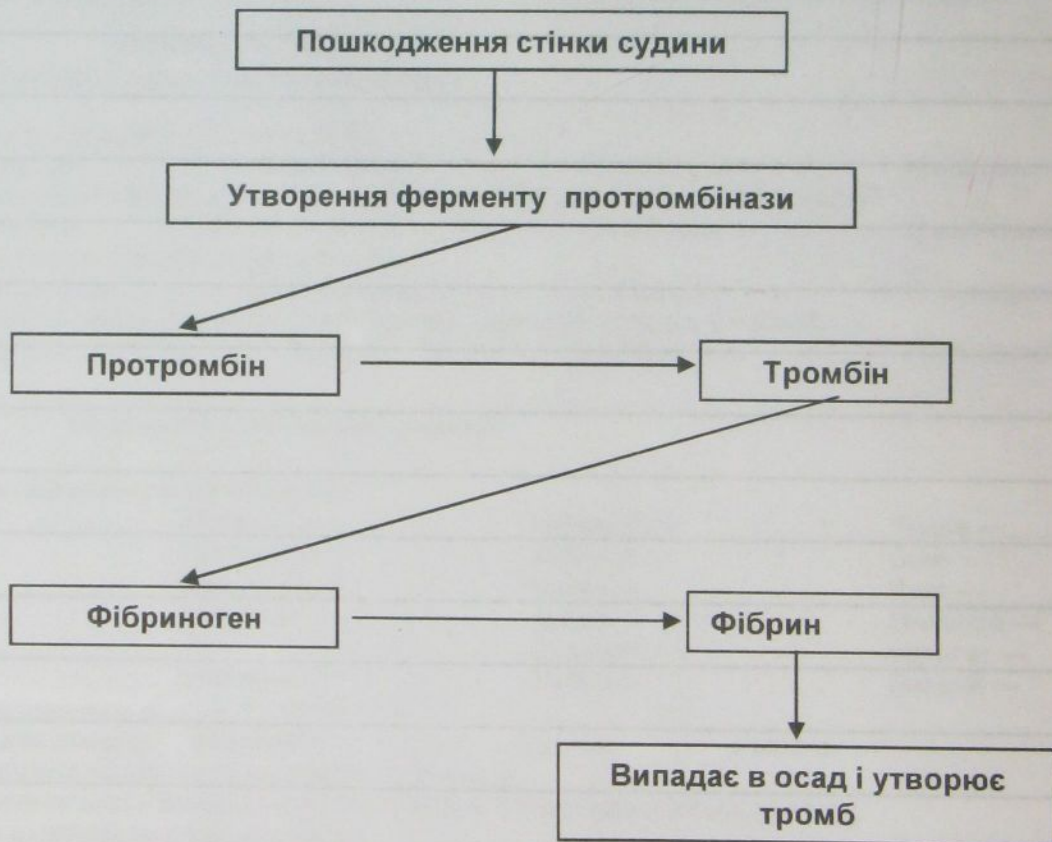 Пошкодження стінки судини
Утворення ферменту протромбінази
Протромбін
Тромбін
Фібриноген
Фібрин
Випадає в осад і утворює
тромб